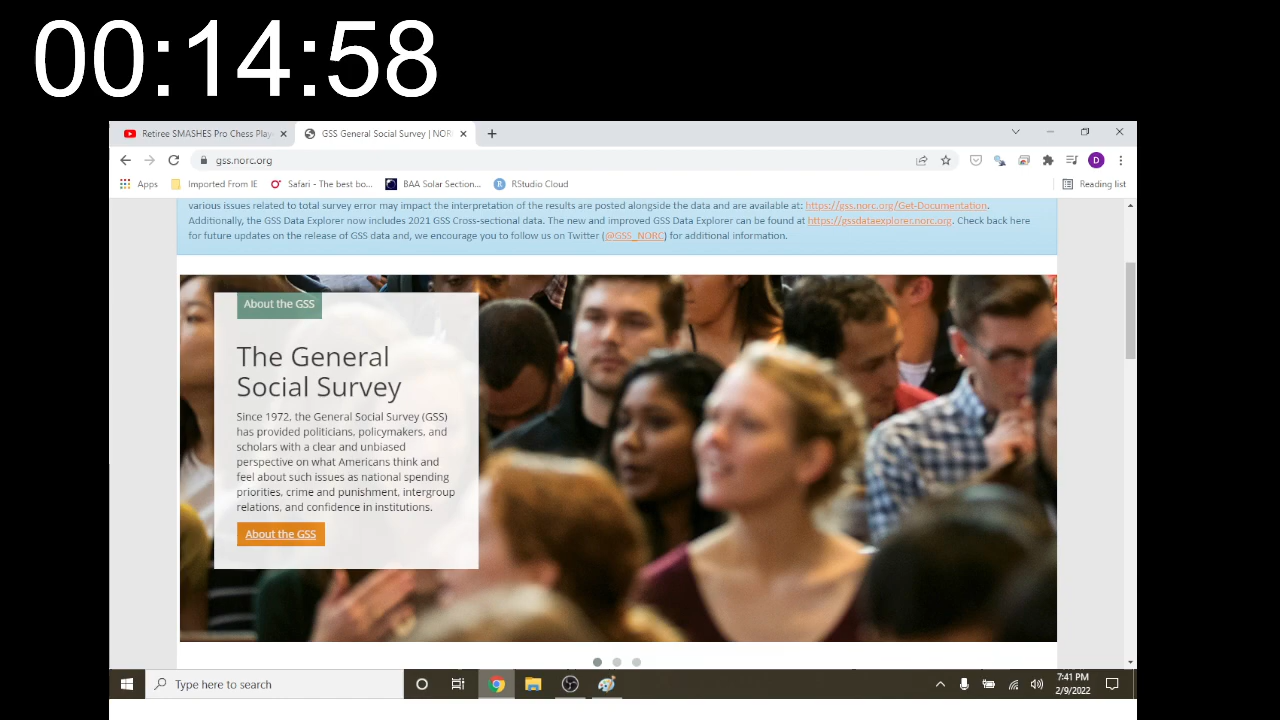 00:14:58
Retiree SMASHES Pro Chess Play
GSS General Social Survey | NOR
gss.norc.org
D
Apps
Imported From IE
Safari - The best bo...
BAA Solar Section...
RStudio Cloud
Reading list
various issues related to total survey error may impact the interpretation of the results are posted alongside the data and are available at: https://gss.norc.org/Get-Documentation.
Additionally, the GSS Data Explorer now includes 2021 GSS Cross-sectional data. The new and improved GSS Data Explorer can be found at https://gssdataexplorer.norc.org. Check back here
for future updates on the release of GSS data and, we encourage you to follow us on Twitter (@GSS_NORC) for additional information.
About the GSS
The General
Social Survey
Since 1972, the General Social Survey (GSS)
has provided politicians, policymakers, and
scholars with a clear and unbiased
perspective on what Americans think and
feel about such issues as national spending
priorities, crime and punishment, intergroup
relations, and confidence in institutions.
About the GSS
Type here to search
7:41 PM
2/9/2022